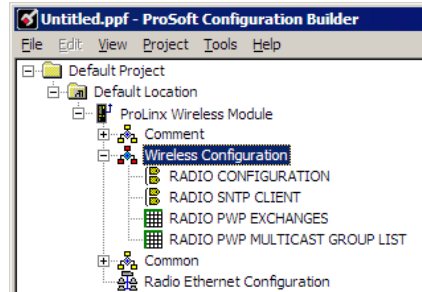 Untitled.ppf - ProSoft Configuration Builder
File Edit View Project Tools Help
Default Project
Default Location
ProLinx Wireless Module
Comment
Wireless Configuration
RADIO CONFIGURATION
RADIO SNTP CLIENT
RADIO PWP EXCHANGES
RADIO PWP MULTICAST GROUP LIST
Common
Radio Ethernet Configuration